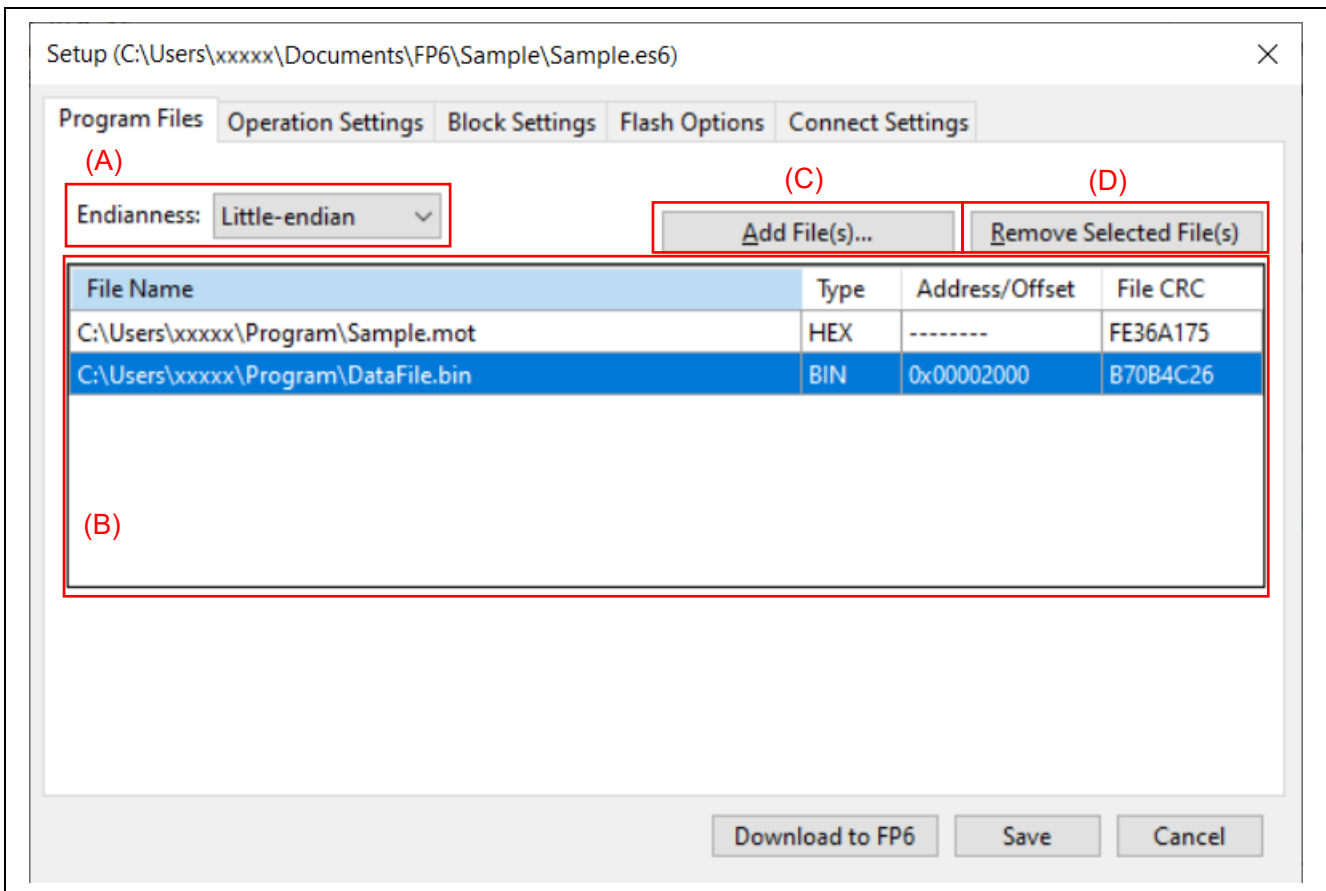 Setup (C:\Users\xxxxx\Documents\FP6\Sample\Sample.es6)
Program Files Operation Settings Block Settings Flash Options Connect Settings
(A) (C) (D)
Endianness: Little-endian Add File(s)... Remove Selected File(s)
File Name Type Address/Offset File CRC
C:\Users\xxxxx\Program\Sample.mot HEX -------- FE36A175
C:\Users\xxxxx\Program\DataFile.bin BIN 0x00002000 B70B4C26
(B)
Download to FP6 Save Cancel